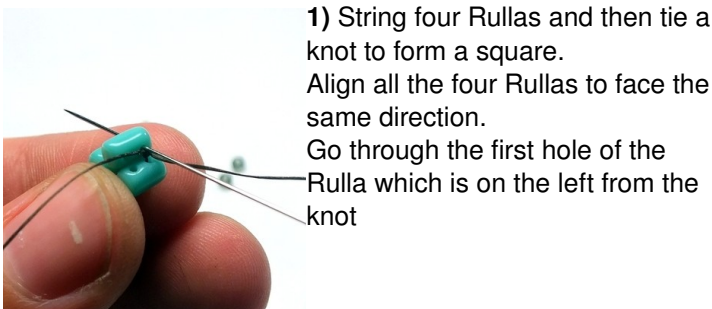 1) String four Rullas and then tie a
knot to form a square.
Align all the four Rullas to face the
same direction.
Go through the first hole of the
Rulla which is on the left from the
knot